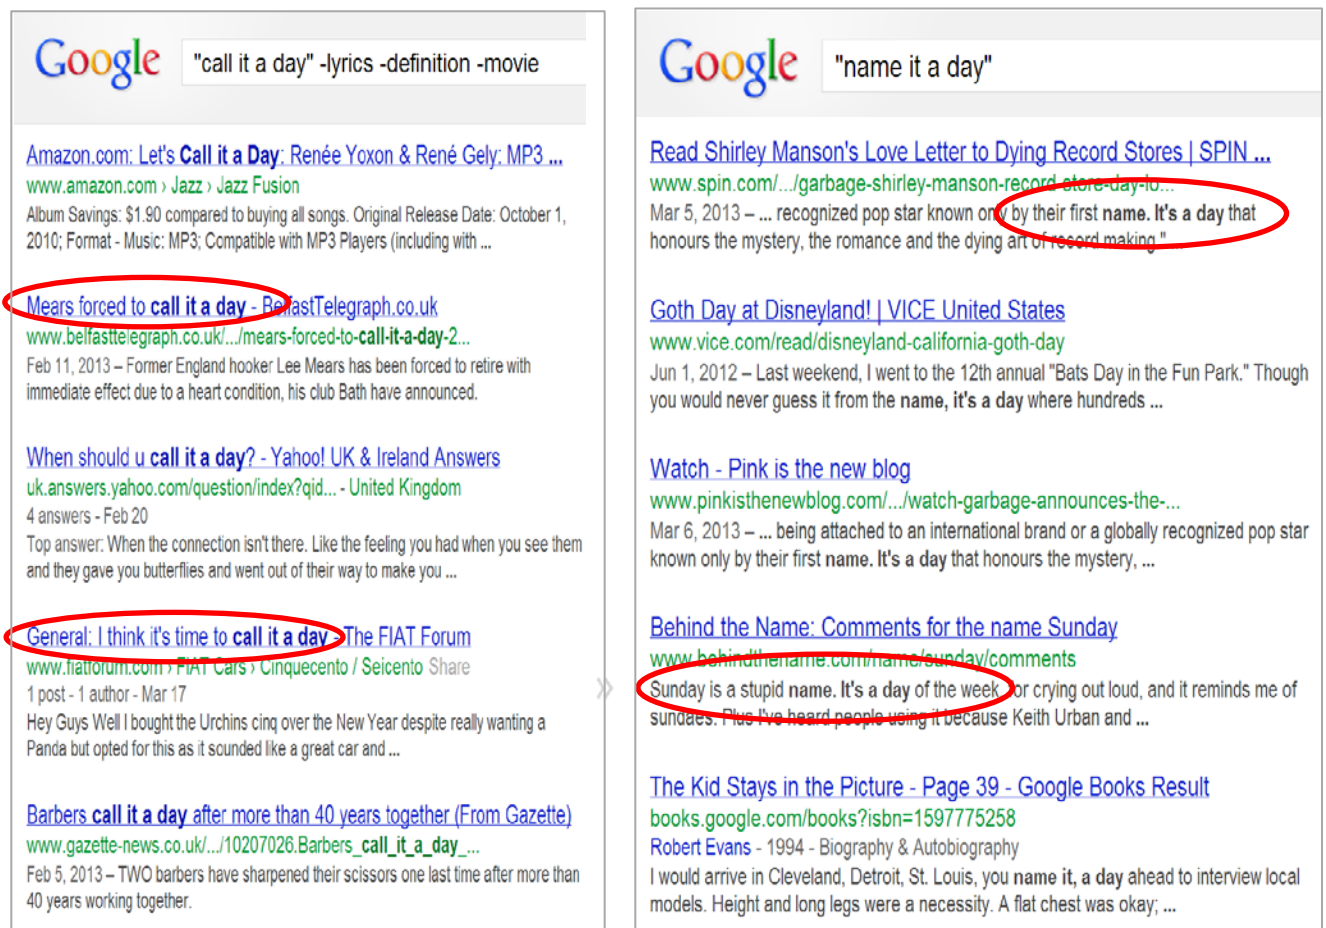 Google
"call it a day" -lyrics -definition -movie
Amazon.com: Let's Call it a Day: Renée Yoxon & René Gely: MP3 ...
www.amazon.com › Jazz › Jazz Fusion
Album Savings: $1.90 compared to buying all songs. Original Release Date: October 1,
2010; Format - Music: MP3; Compatible with MP3 Players (including with ...
Mears forced to call it a day - BelfastTelegraph.co.uk
www.belfasttelegraph.co.uk/.../mears-forced-to-call-it-a-day-2...
Feb 11, 2013 – Former England hooker Lee Mears has been forced to retire with
immediate effect due to a heart condition, his club Bath have announced.
When should u call it a day? - Yahoo! UK & Ireland Answers
uk.answers.yahoo.com/question/index?qid... - United Kingdom
4 answers - Feb 20
Top answer: When the connection isn't there. Like the feeling you had when you see them
and they gave you butterflies and went out of their way to make you ...
General: I think it's time to call it a day - The FIAT Forum
www.fiatforum.com › FIAT Cars › Cinquecento / Seicento Share
1 post - 1 author - Mar 17
Hey Guys Well I bought the Urchins cinq over the New Year despite really wanting a
Panda but opted for this as it sounded like a great car and ...
Barbers call it a day after more than 40 years together (From Gazette)
www.gazette-news.co.uk/.../10207026.Barbers_call_it_a_day_...
Feb 5, 2013 – TWO barbers have sharpened their scissors one last time after more than
40 years working together.
»
Google
"name it a day"
Read Shirley Manson's Love Letter to Dying Record Stores | SPIN ...
www.spin.com/.../garbage-shirley-manson-record-store-day-lo...
Mar 5, 2013 – ... recognized pop star known only by their first name. It's a day that
honours the mystery, the romance and the dying art of record making." ...
Goth Day at Disneyland! | VICE United States
www.vice.com/read/disneyland-california-goth-day
Jun 1, 2012 – Last weekend, I went to the 12th annual "Bats Day in the Fun Park." Though
you would never guess it from the name, it's a day where hundreds ...
Watch - Pink is the new blog
www.pinkisthenewblog.com/.../watch-garbage-announces-the-...
Mar 6, 2013 – ... being attached to an international brand or a globally recognized pop star
known only by their first name. It's a day that honours the mystery, ...
Behind the Name: Comments for the name Sunday
www.behindthename.com/name/sunday/comments
Sunday is a stupid name. It's a day of the week, for crying out loud, and it reminds me of
sundaes. Plus I've heard people using it because Keith Urban and ...
The Kid Stays in the Picture - Page 39 - Google Books Result
books.google.com/books?isbn=1597775258
Robert Evans - 1994 - Biography & Autobiography
I would arrive in Cleveland, Detroit, St. Louis, you name it, a day ahead to interview local
models. Height and long legs were a necessity. A flat chest was okay; ...